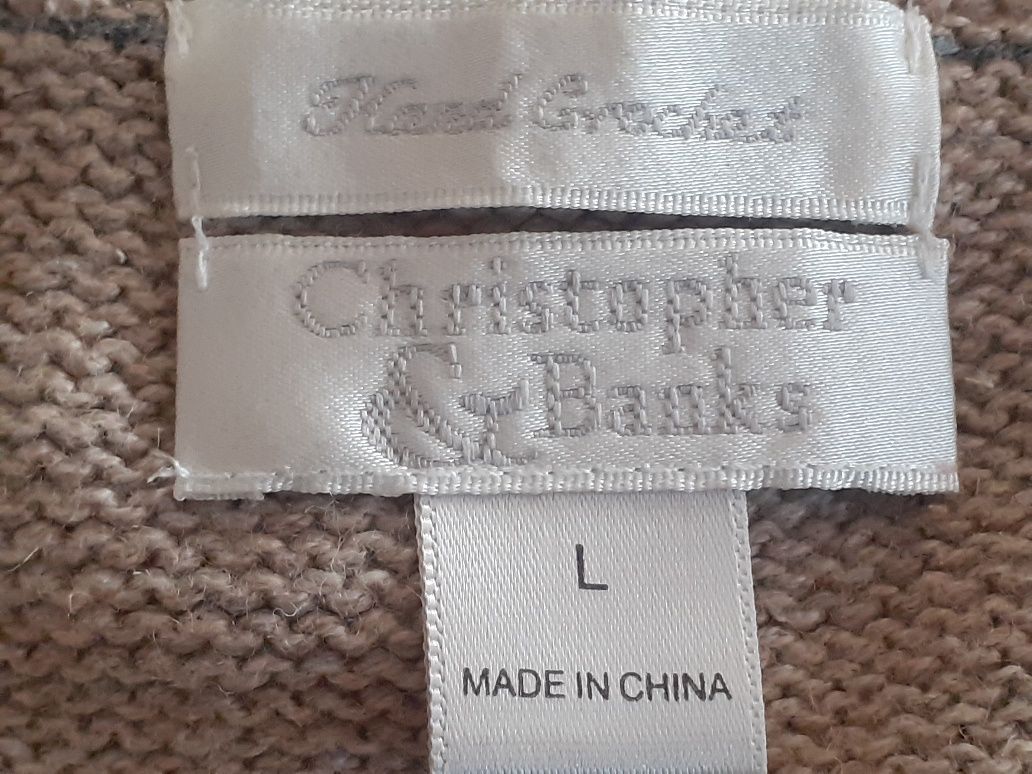 Hand Crochet
Christopher
& Banks
L
MADE IN CHINA